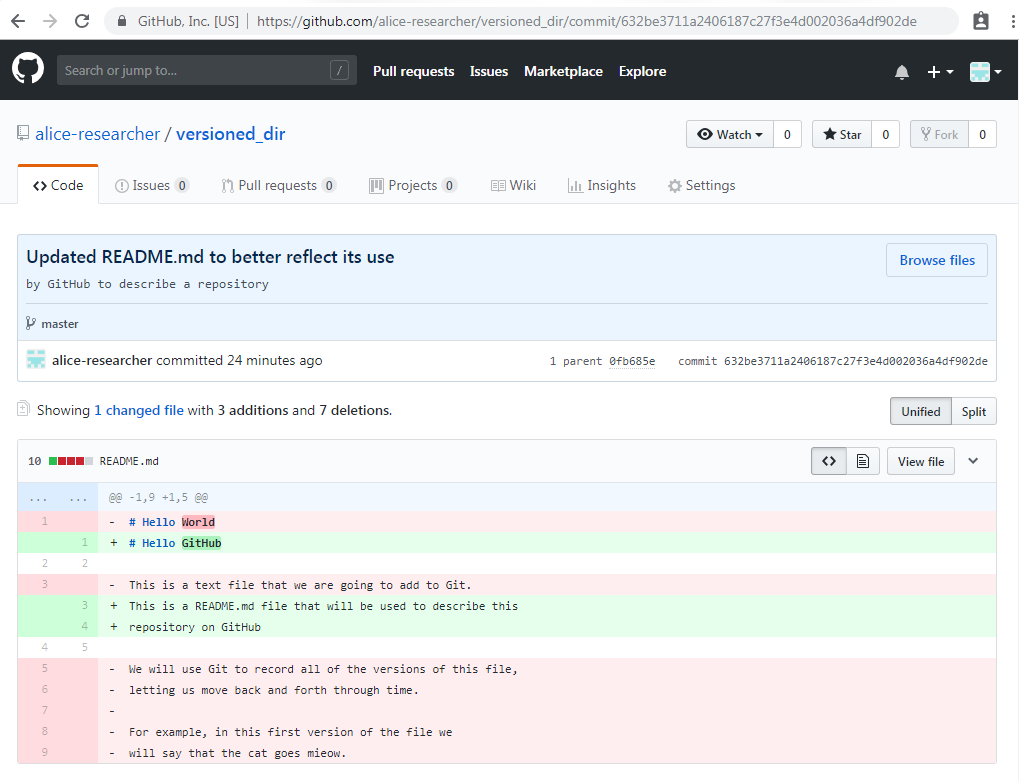 GitHub, Inc. [US] | https://github.com/alice-researcher/versioned_dir/commit/632be3711a2406187c27f3e4d002036a4df902de
Search or jump to... / Pull requests Issues Marketplace Explore
alice-researcher / versioned_dir Watch 0 Star 0 Fork 0
Code Issues 0 Pull requests 0 Projects 0 Wiki Insights Settings
Updated README.md to better reflect its use Browse files
by GitHub to describe a repository
master
alice-researcher committed 24 minutes ago 1 parent 0fb685e commit 632be3711a2406187c27f3e4d002036a4df902de
Showing 1 changed file with 3 additions and 7 deletions. Unified Split
10 README.md <> View file
... ... @@ -1,9 +1,5 @@
1 - # Hello World
1 + # Hello GitHub
2 2
3 - This is a text file that we are going to add to Git.
3 + This is a README.md file that will be used to describe this
4 + repository on GitHub
4 5
5 - We will use Git to record all of the versions of this file,
6 - letting us move back and forth through time.
7 -
8 - For example, in this first version of the file we
9 - will say that the cat goes mieow.